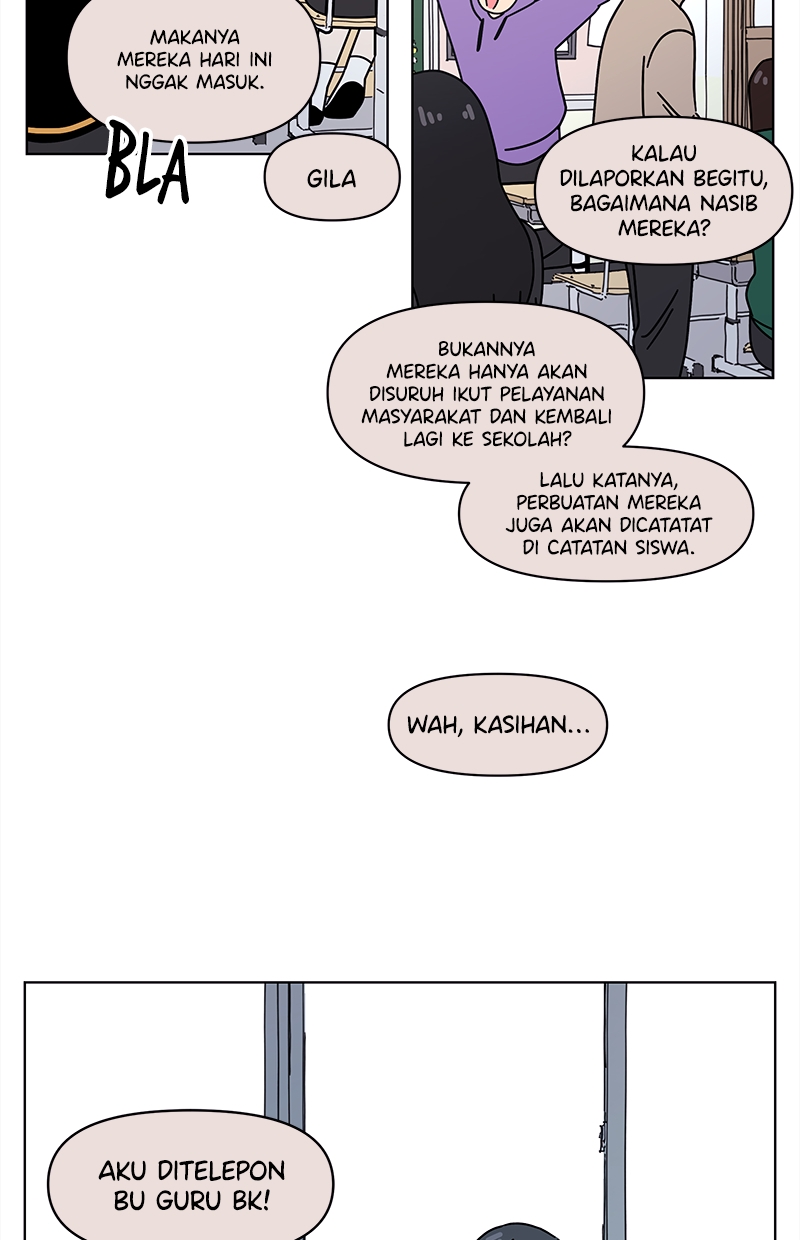 MAKANYA
MEREKA HARI INI
NGGAK MASUK.
BLA
GILA
KALAU
DILAPORKAN BEGITU,
BAGAIMANA NASIB
MEREKA?
BUKANNYA
MEREKA HANYA AKAN
DISURUH IKUT PELAYANAN
MASYARAKAT DAN KEMBALI
LAGI KE SEKOLAH?
LALU KATANYA,
PERBUATAN MEREKA
JUGA AKAN DICATATAT
DI CATATAN SISWA.
WAH, KASIHAN...
AKU DITELEPON
BU GURU BK!